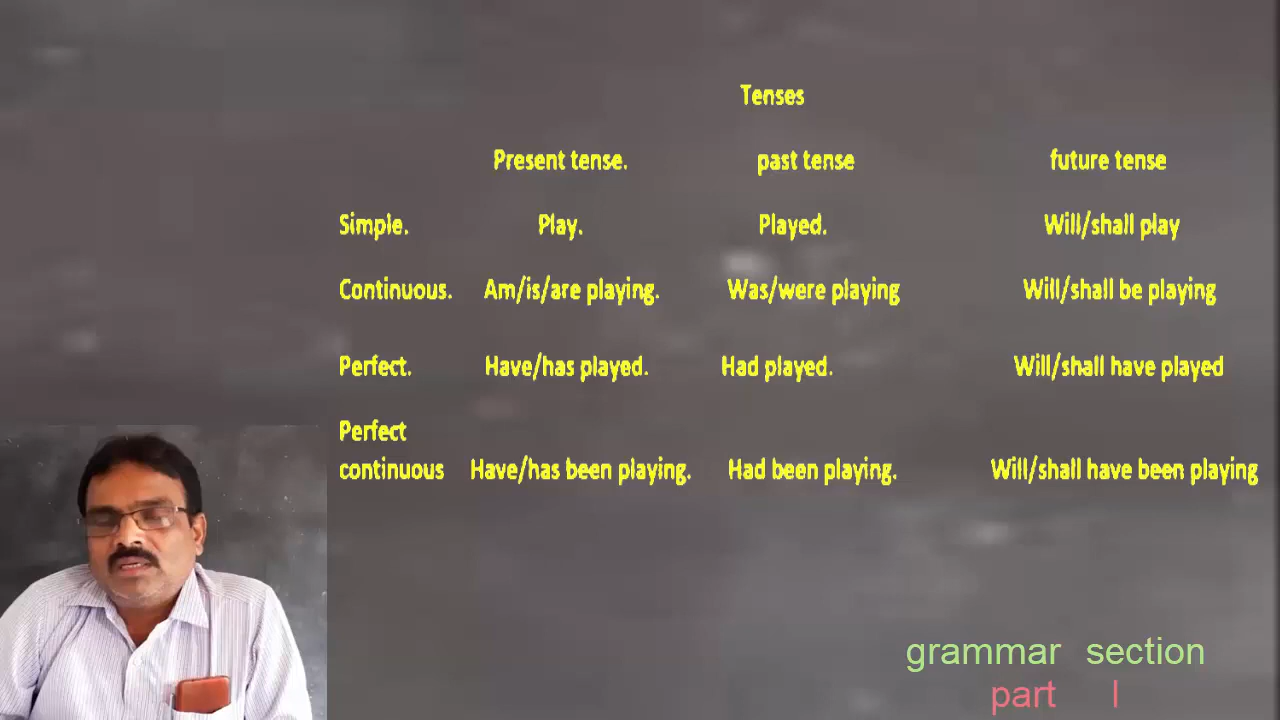 Tenses
Present tense. past tense future tense
Simple. Play. Played. Will/shall play
Continuous. Am/is/are playing. Was/were playing Will/shall be playing
Perfect. Have/has played. Had played. Will/shall have played
Perfect
continuous Have/has been playing. Had been playing. Will/shall have been playing
grammar section
part I